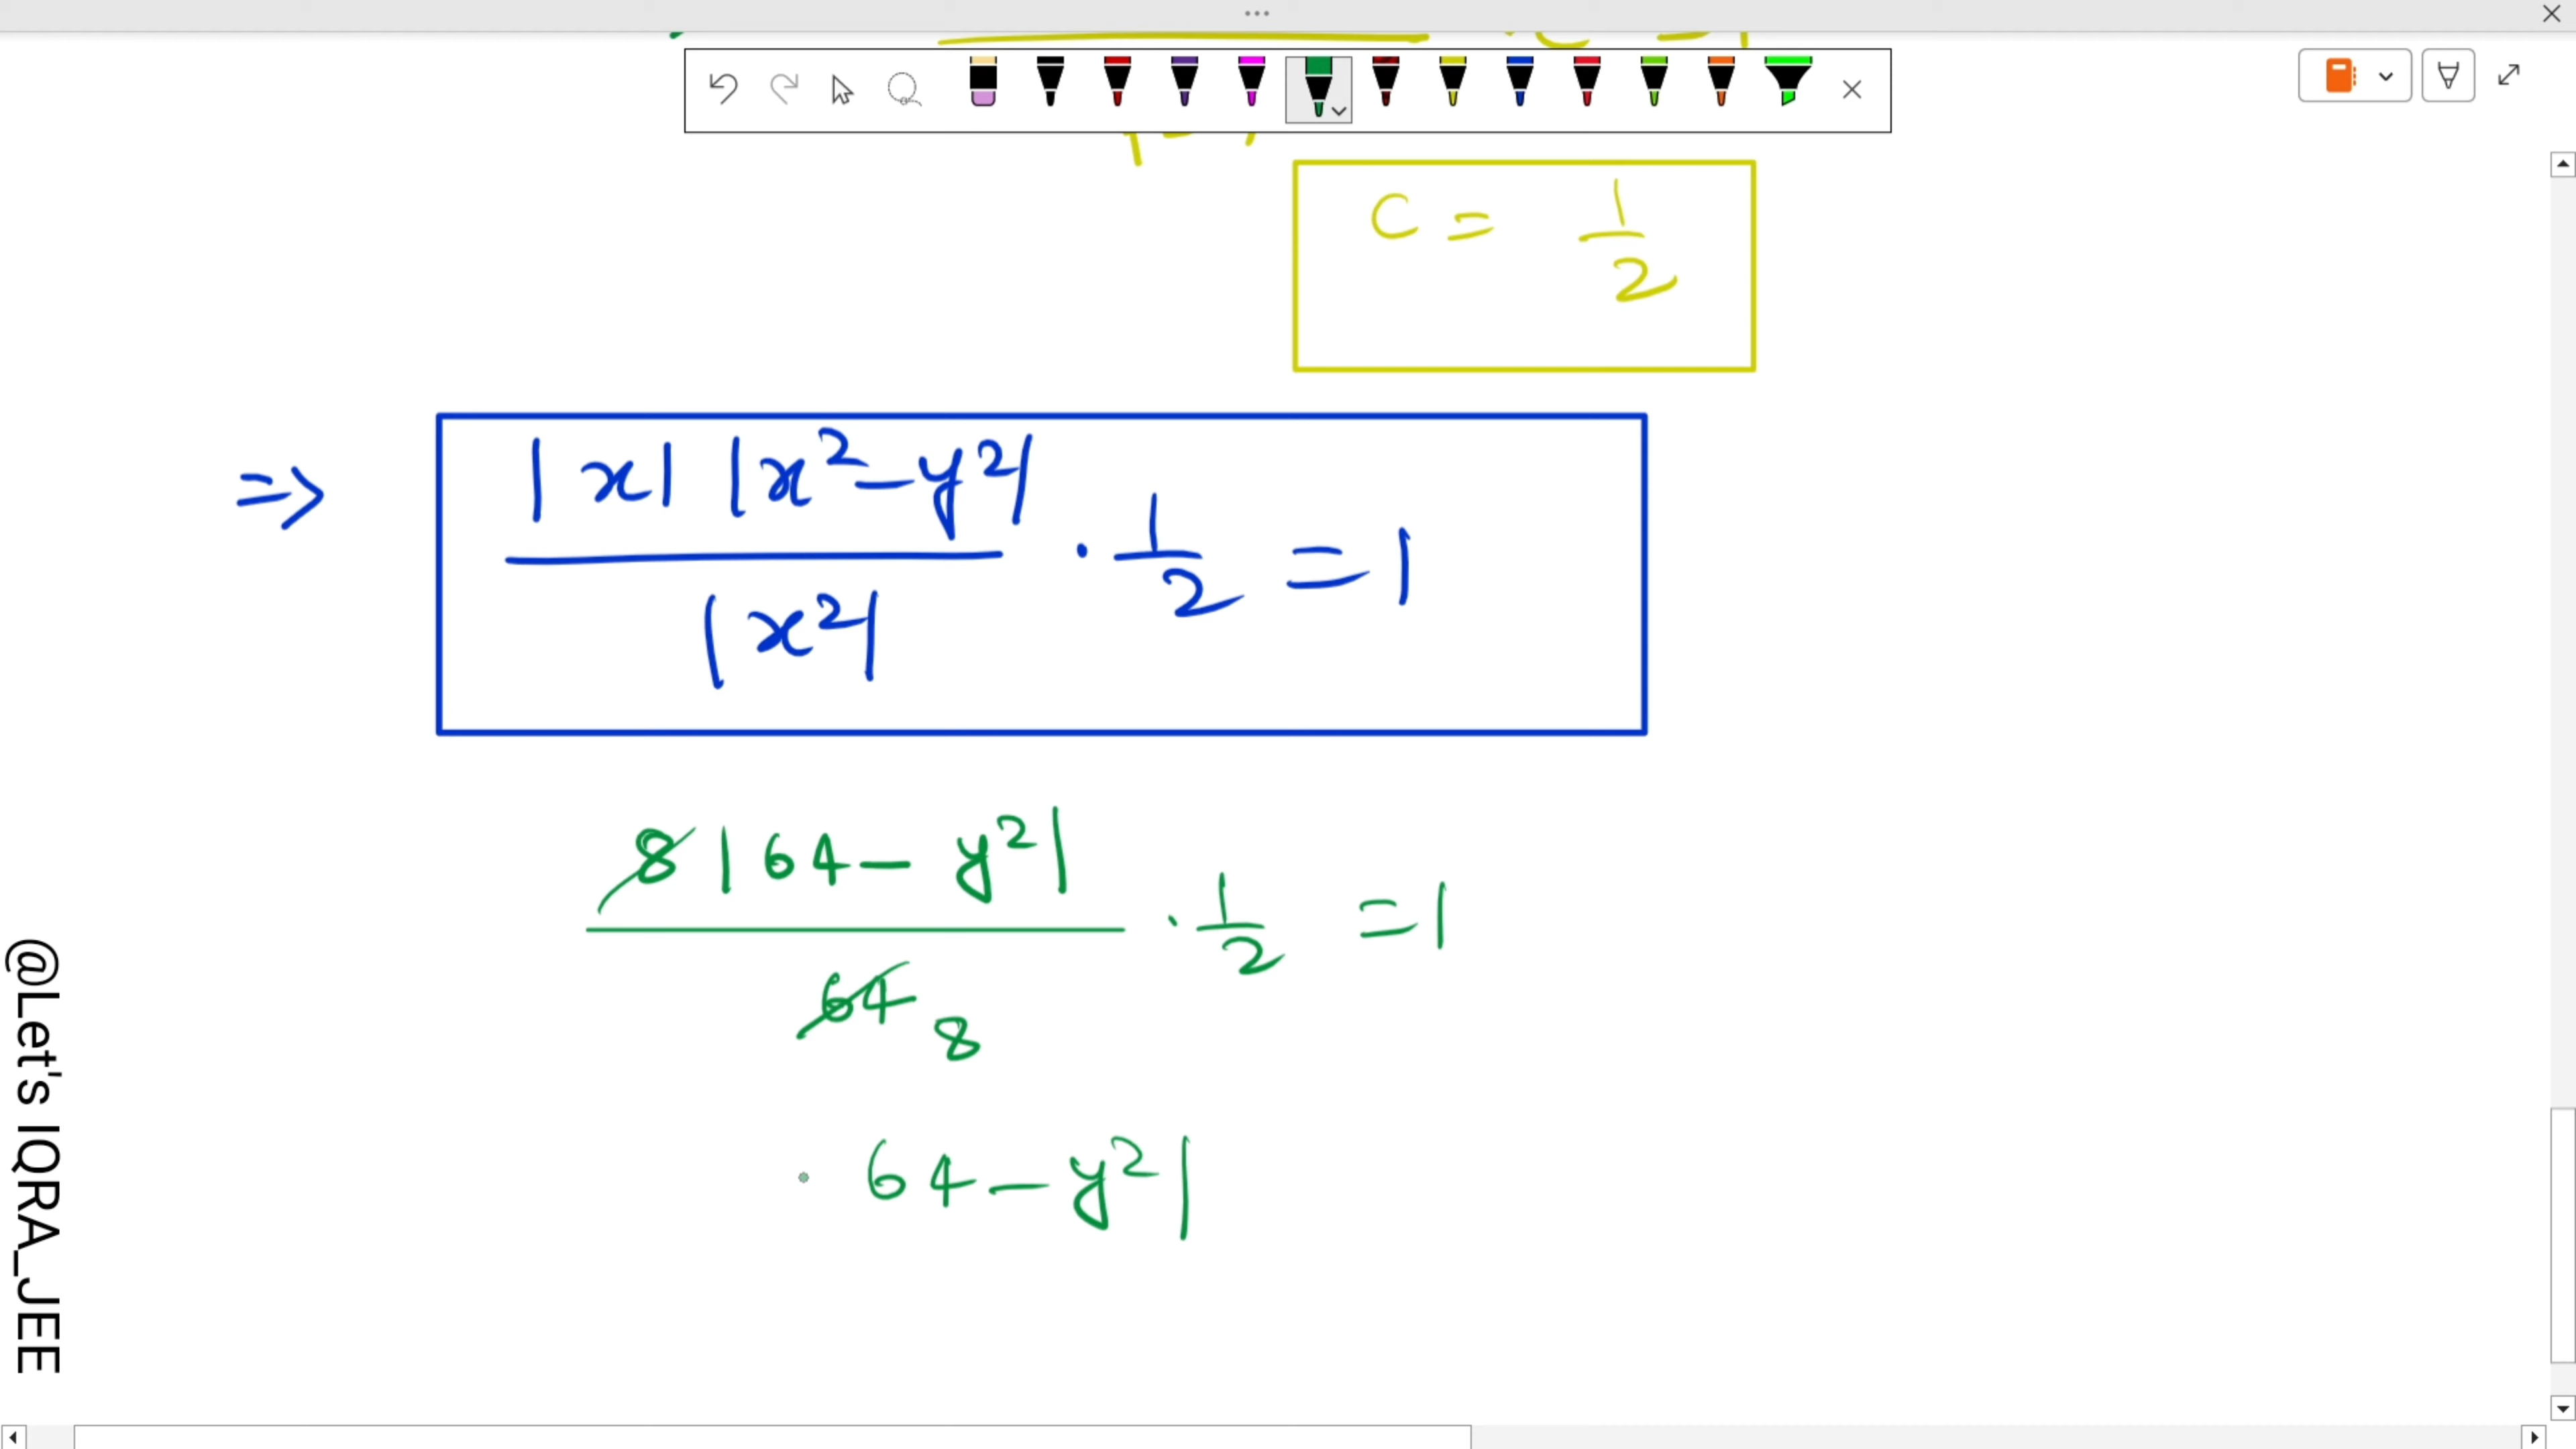 C = 1/2
=> |x| |x²-y²| / |x²| · 1/2 = 1
8 |64 - y²| / 64 8 · 1/2 = 1
64 - y²|
@Let's IQRA_JEE